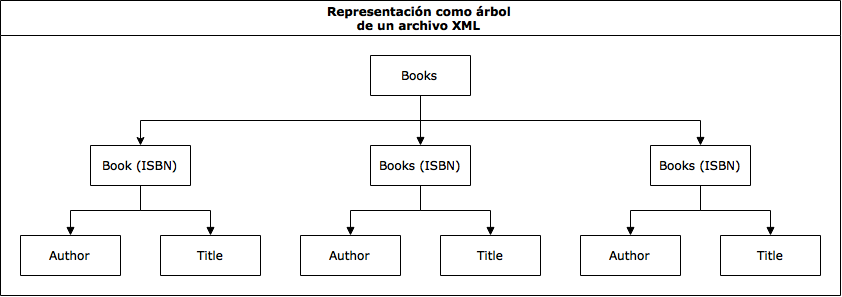 Representación como árbol
de un archivo XML
Books
Book (ISBN)
Books (ISBN)
Books (ISBN)
Author
Title
Author
Title
Author
Title